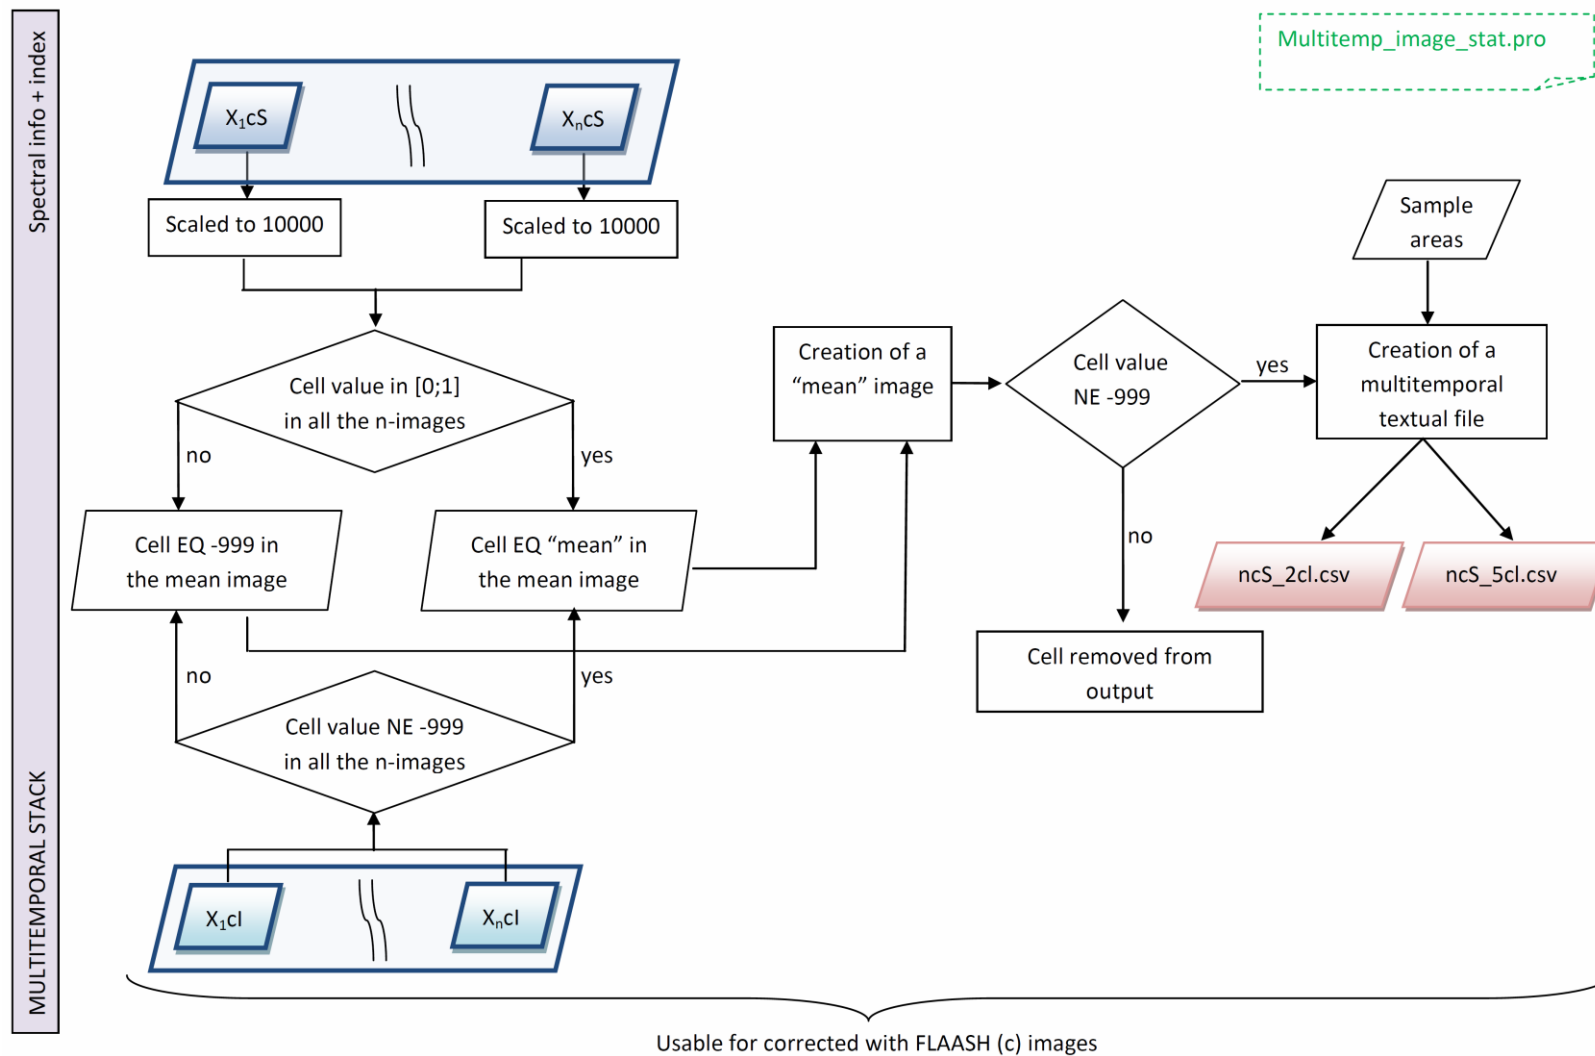 Spectral info + index
MULTITEMPORAL STACK
Multitemp_image_stat.pro
X1cS
XncS
Scaled to 10000
Scaled to 10000
Sample
areas
Cell value in [0;1]
in all the n-images
no
yes
Creation of a
“mean” image
Cell value
NE -999
yes
no
Creation of a
multitemporal
textual file
Cell EQ -999 in
the mean image
Cell EQ “mean” in
the mean image
ncS_2cl.csv
ncS_5cl.csv
Cell removed from
output
no
yes
Cell value NE -999
in all the n-images
X1cI
XncI
Usable for corrected with FLAASH (c) images